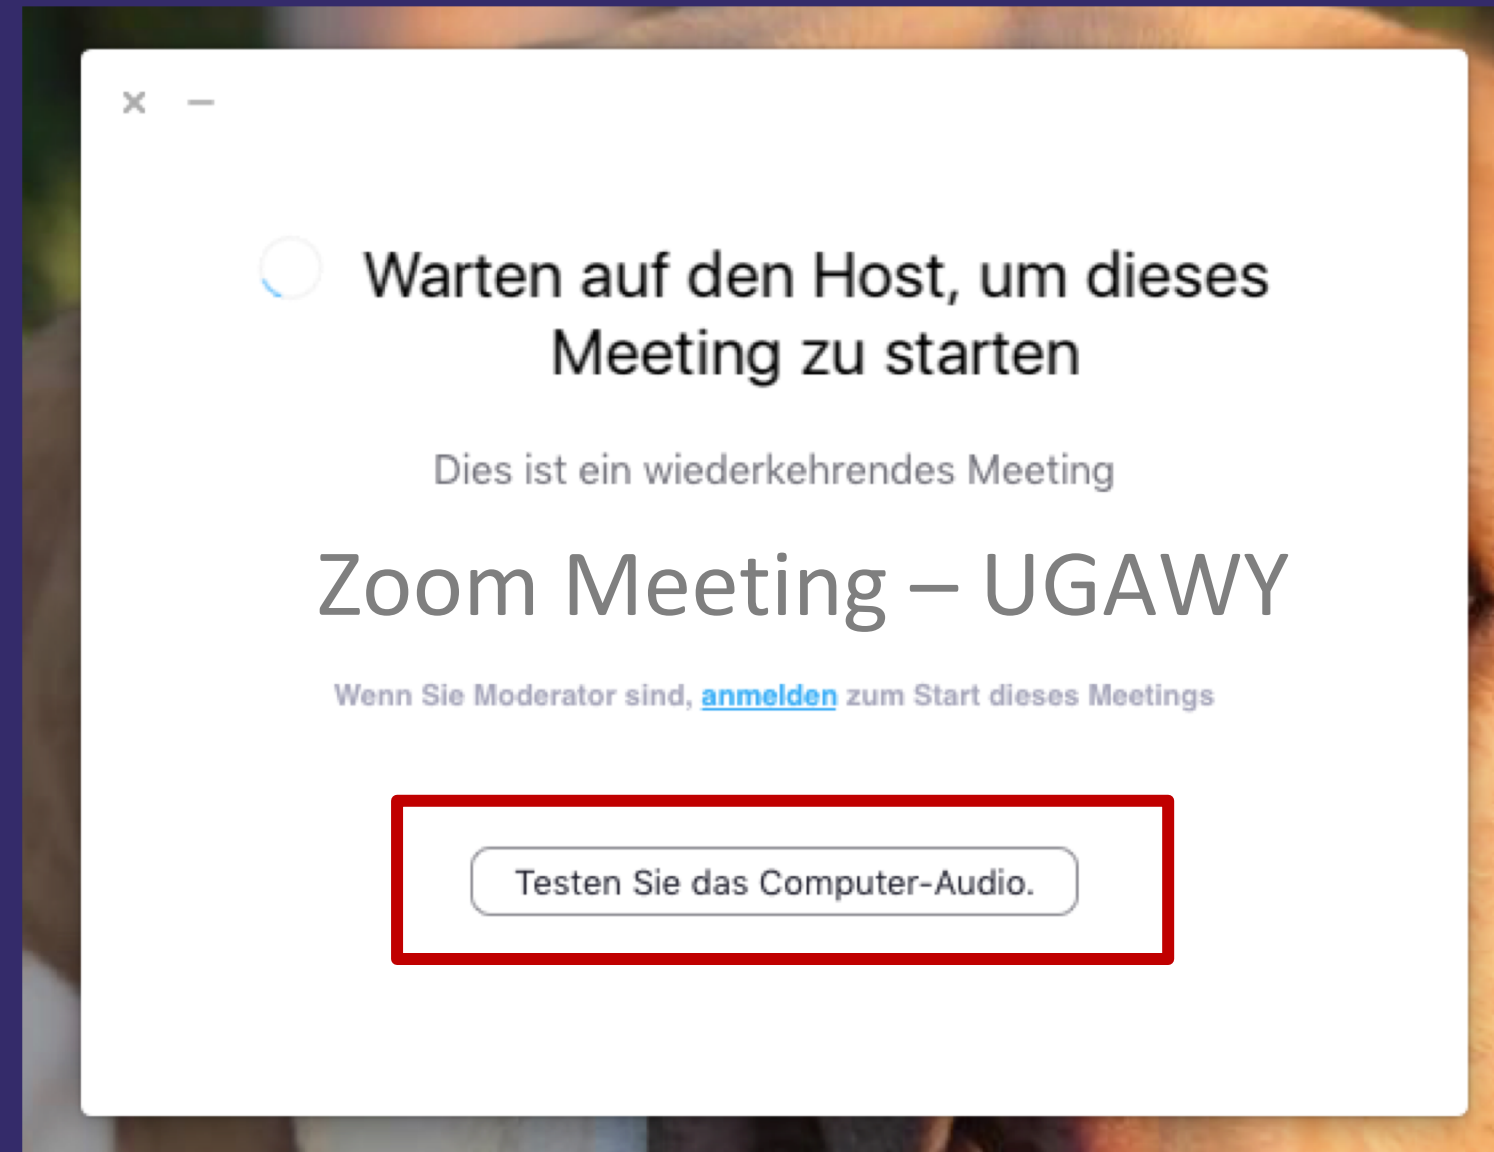 Warten auf den Host, um dieses
Meeting zu starten
Dies ist ein wiederkehrendes Meeting
Zoom Meeting – UGAWY
Wenn Sie Moderator sind, anmelden zum Start dieses Meetings
Testen Sie das Computer-Audio.